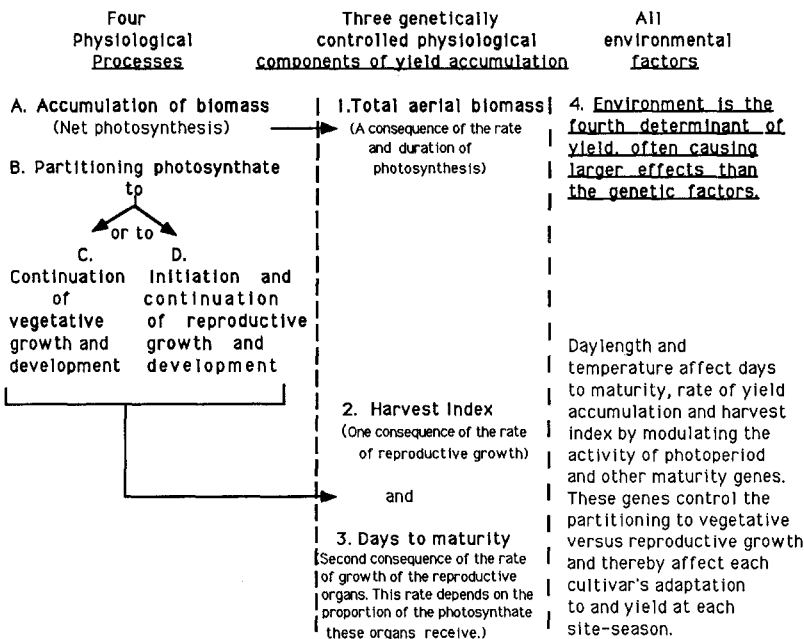 Four
Physiological
Processes
A. Accumulation of biomass
(Net photosynthesis)
B. Partitioning photosynthate
to
or to
C.
Continuation
of
vegetative
growth and
development
D.
Initiation and
continuation
of reproductive
growth and
development
Three genetically
controlled physiological
components of yield accumulation
1.Total aerial biomass
(A consequence of the rate
and duration of
photosynthesis)
2. Harvest Index
(One consequence of the rate
of reproductive growth)
and
3. Days to maturity
(Second consequence of the rate
of growth of the reproductive
organs. This rate depends on the
proportion of the photosynthate
these organs receive.)
All
environmental
factors
4. Environment is the
fourth determinant of
yield, often causing
larger effects than
the genetic factors.
Daylength and
temperature affect days
to maturity, rate of yield
accumulation and harvest
index by modulating the
activity of photoperiod
and other maturity genes.
These genes control the
partitioning to vegetative
versus reproductive growth
and thereby affect each
cultivar's adaptation
to and yield at each
site-season.